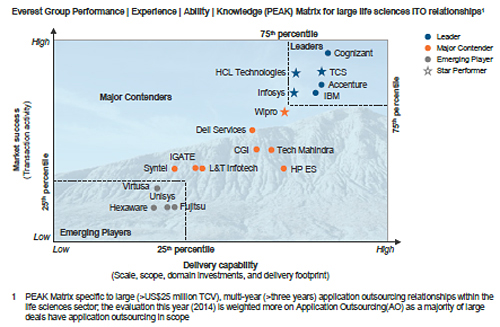 Everest Group Performance | Experience | Ability | Knowledge (PEAK) Matrix for large life sciences ITO relationships¹
Leader
Major Contender
Emerging Player
Star Performer
75th percentile
High
Leaders
Cognizant
HCL Technologies
TCS
Accenture
Infosys
IBM
Major Contenders
Wipro
75th percentile
Dell Services
CGI
Tech Mahindra
IGATE
Syntel
L&T Infotech
HP ES
Market success
(Transaction activity)
25th percentile
Virtusa
Unisys
Hexaware
Fujitsu
Emerging Players
Low
Low
25th percentile
High
Delivery capability
(Scale, scope, domain investments, and delivery footprint)
1 PEAK Matrix specific to large (>US$25 million TCV), multi-year (>three years) application outsourcing relationships within the
life sciences sector; the evaluation this year (2014) is weighted more on Application Outsourcing(AO) as a majority of large
deals have application outsourcing in scope